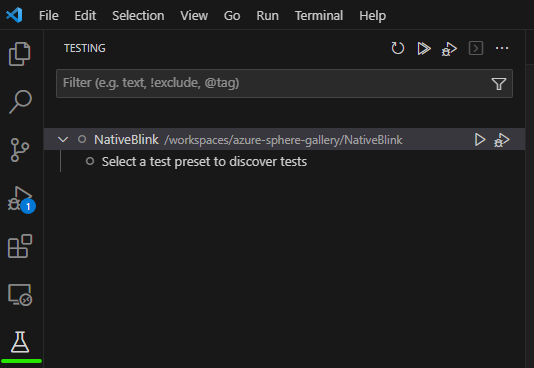 File Edit Selection View Go Run Terminal Help
TESTING
Filter (e.g. text, !exclude, @tag)
NativeBlink /workspaces/azure-sphere-gallery/NativeBlink
Select a test preset to discover tests
1